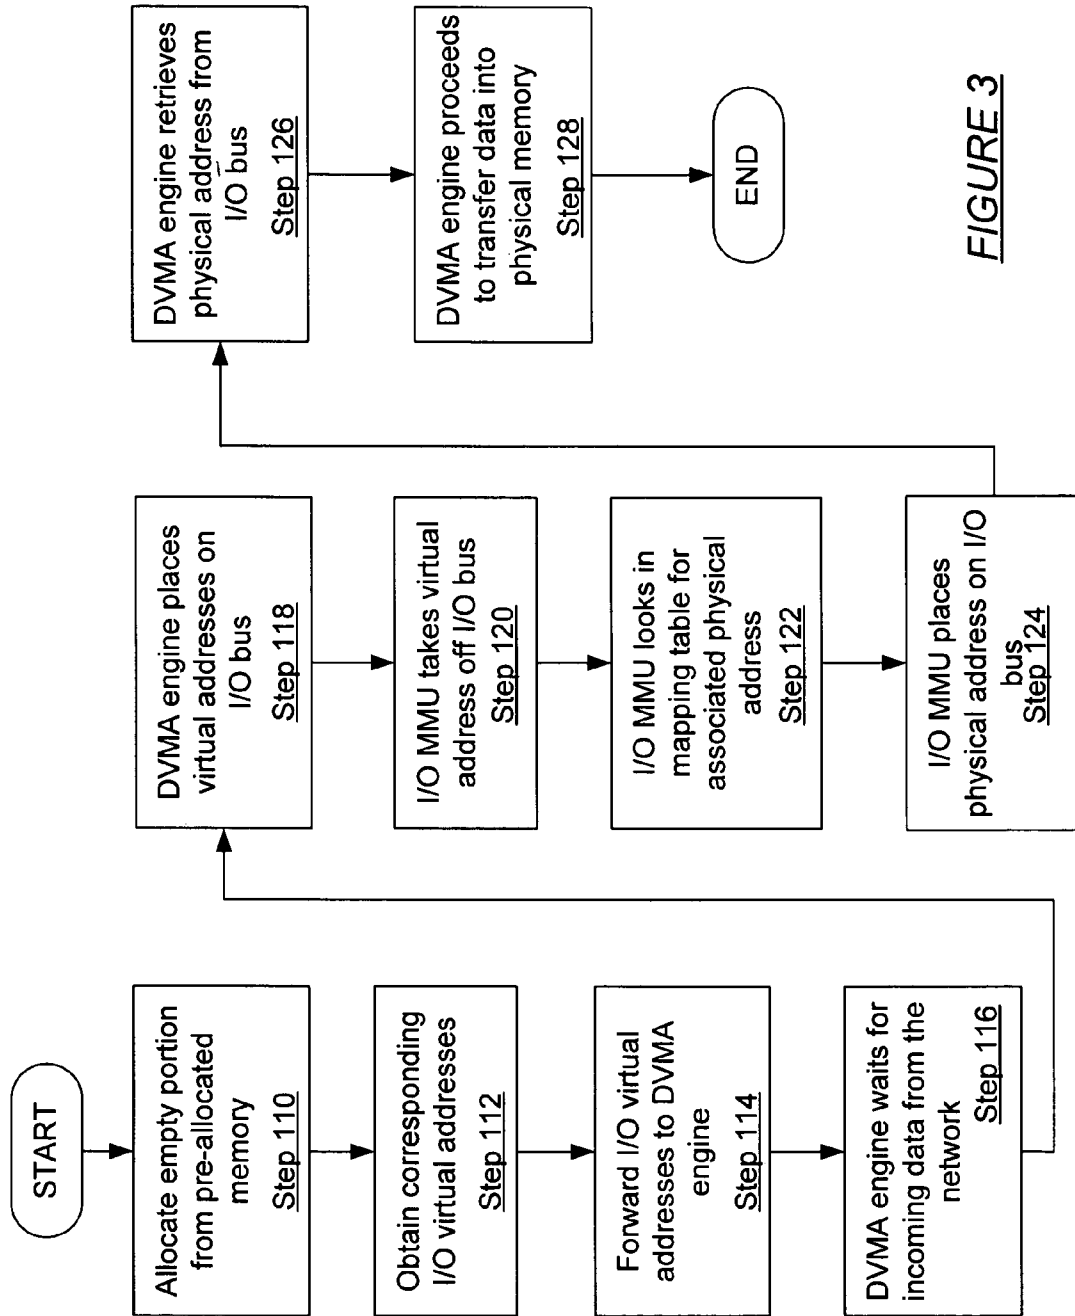 START
Allocate empty portion
from pre-allocated
memory
Step 110
Obtain corresponding
I/O virtual addresses
Step 112
Forward I/O virtual
addresses to DVMA
engine
Step 114
DVMA engine waits for
incoming data from the
network
Step 116
DVMA engine places
virtual addresses on
I/O bus
Step 118
I/O MMU takes virtual
address off I/O bus
Step 120
I/O MMU looks in
mapping table for
associated physical
address
Step 122
I/O MMU places
physical address on I/O
bus
Step 124
DVMA engine retrieves
physical address from
I/O bus
Step 126
DVMA engine proceeds
to transfer data into
physical memory
Step 128
END
FIGURE 3